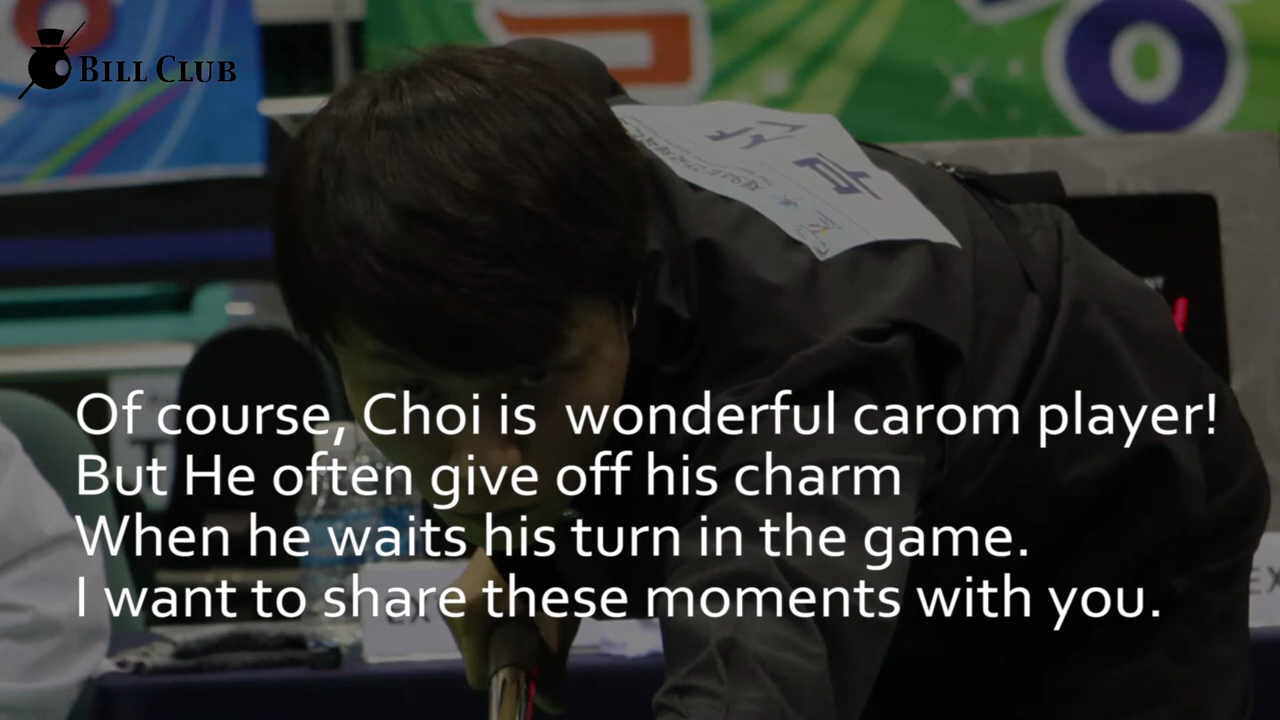 BILL CLUB
Of course, Choi is wonderful carom player!
But He often give off his charm
When he waits his turn in the game.
I want to share these moments with you.